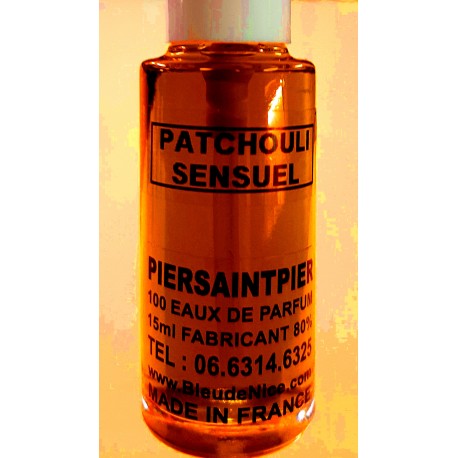 PATCHOULI
SENSUEL
PIERSAINTPIER
100 EAUX DE PARFUM
15ml FABRICANT 80%
TEL : 06.6314.6325
www.BleudeNice.com
MADE IN FRANCE